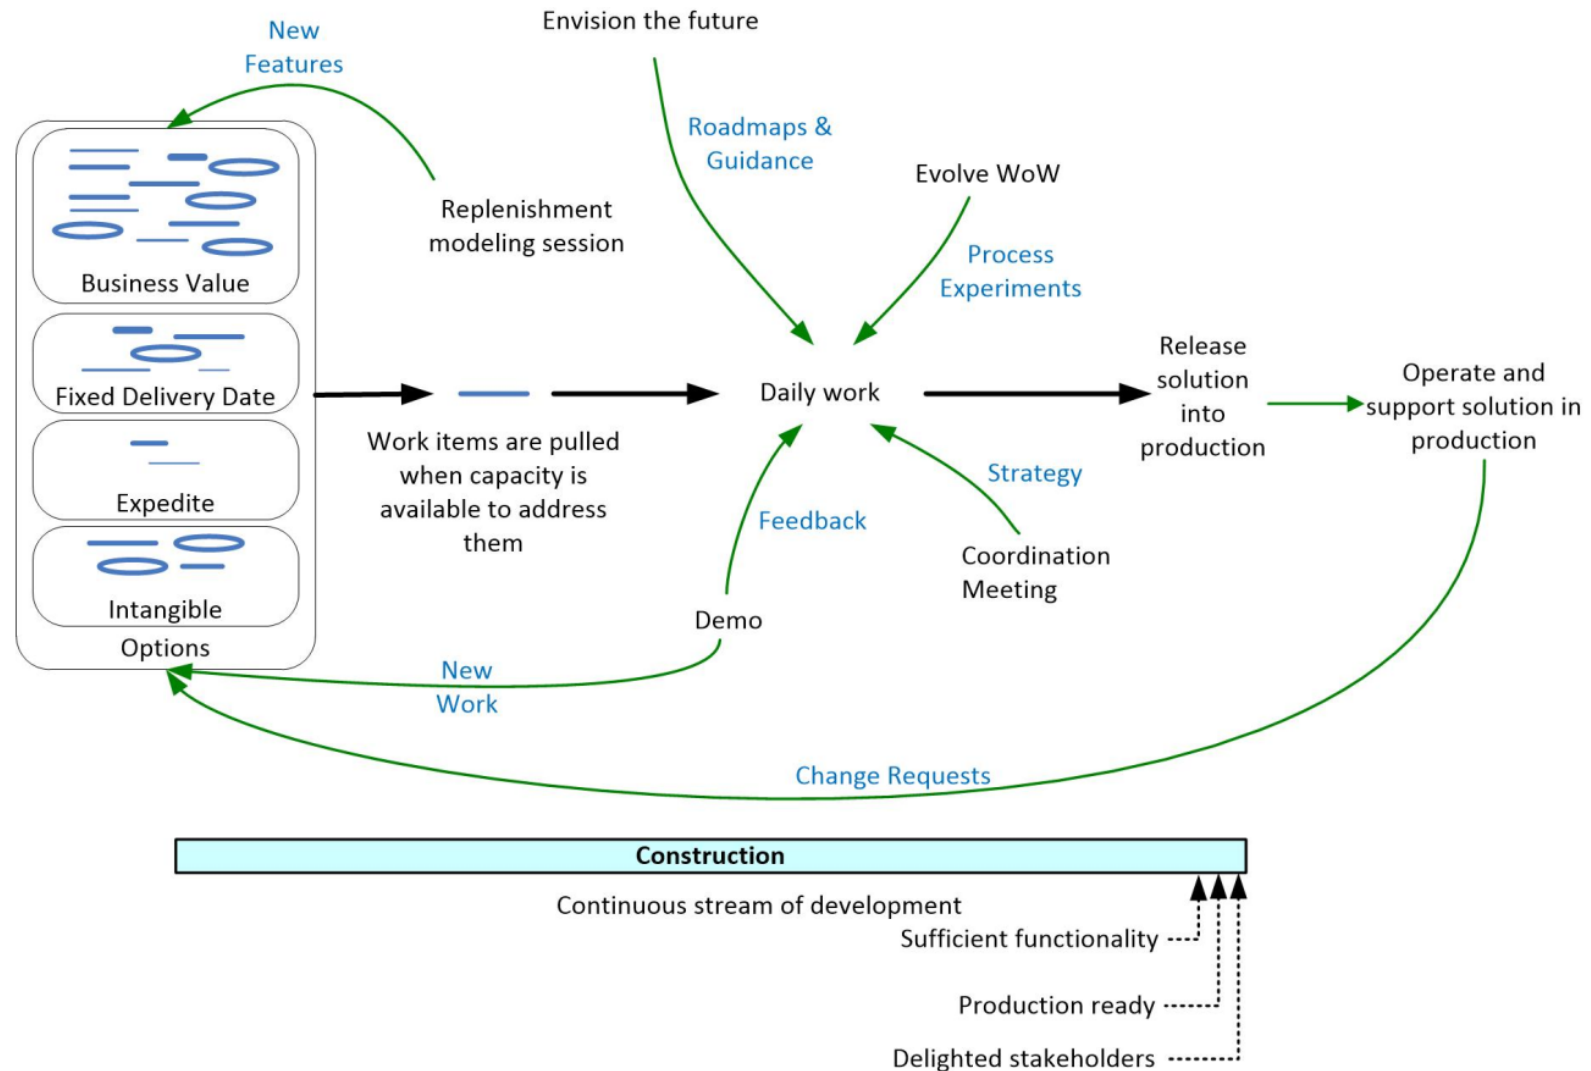 Envision the future
New
Features
Roadmaps &
Guidance
Evolve WoW
Replenishment
modeling session
Process
Experiments
Business Value
Fixed Delivery Date
Expedite
Intangible
Options
Work items are pulled
when capacity is
available to address
them
Daily work
Release
solution
into
production
Operate and
support solution in
production
Strategy
Feedback
Coordination
Meeting
Demo
New
Work
Change Requests
Construction
Continuous stream of development
Sufficient functionality
Production ready
Delighted stakeholders